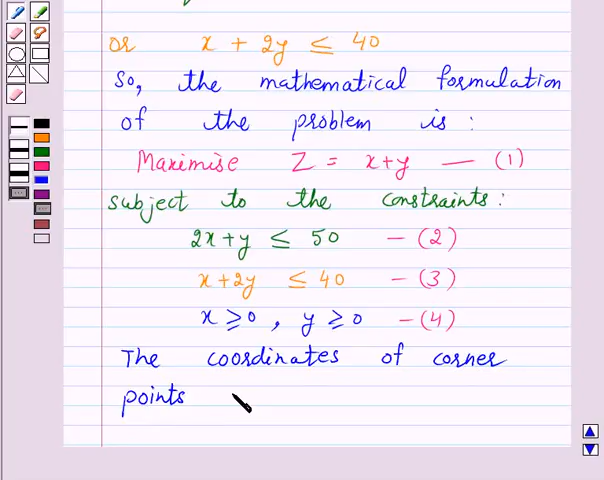 or x + 2y ≤ 40
So, the mathematical formulation
of the problem is :
Maximise Z = x+y — (1)
subject to the constraints :
2x+y ≤ 50 – (2)
x+2y ≤ 40 – (3)
x ≥ 0 , y ≥ 0 – (4)
The coordinates of corner
points